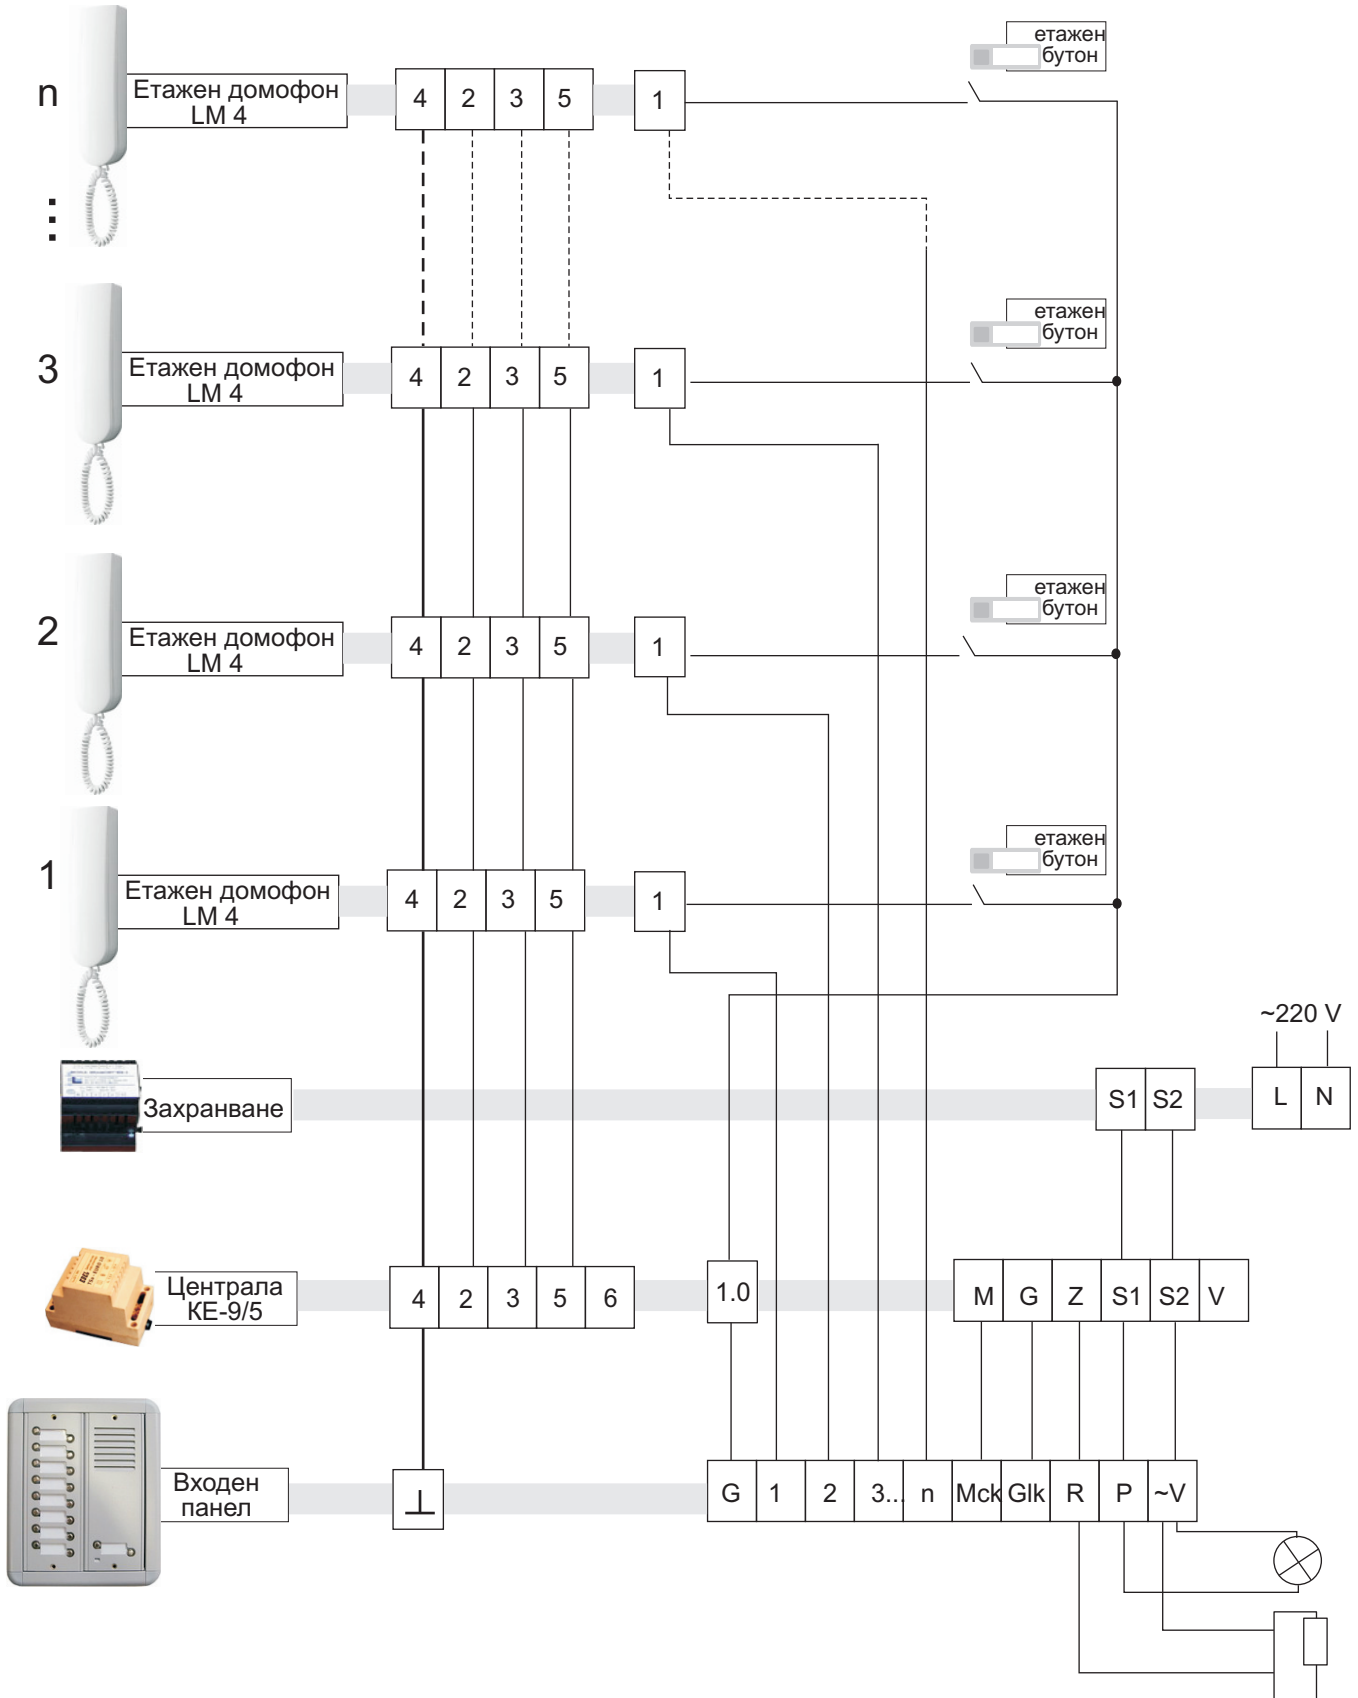 етажен
бутон
n
Етажен домофон
LM 4
4 2 3 5 1
етажен
бутон
3
Етажен домофон
LM 4
4 2 3 5 1
етажен
бутон
2
Етажен домофон
LM 4
4 2 3 5 1
етажен
бутон
1
Етажен домофон
LM 4
4 2 3 5 1
~220 V
Захранване
S1 S2 L N
Централа
КЕ-9/5
4 2 3 5 6 1.0 M G Z S1 S2 V
Входен
панел
⊥ G 1 2 3... n Mck Glk R P ~V